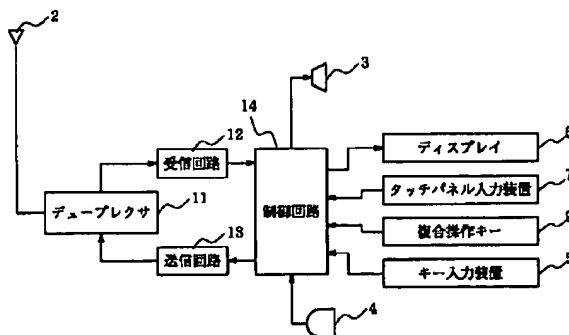 2
3
14
12
受信回路
ディスプレイ
6
7
タッチパネル入力装置
デュープレクサ
11
制御回路
複合操作キー
8
13
送信回路
キー入力装置
5
4